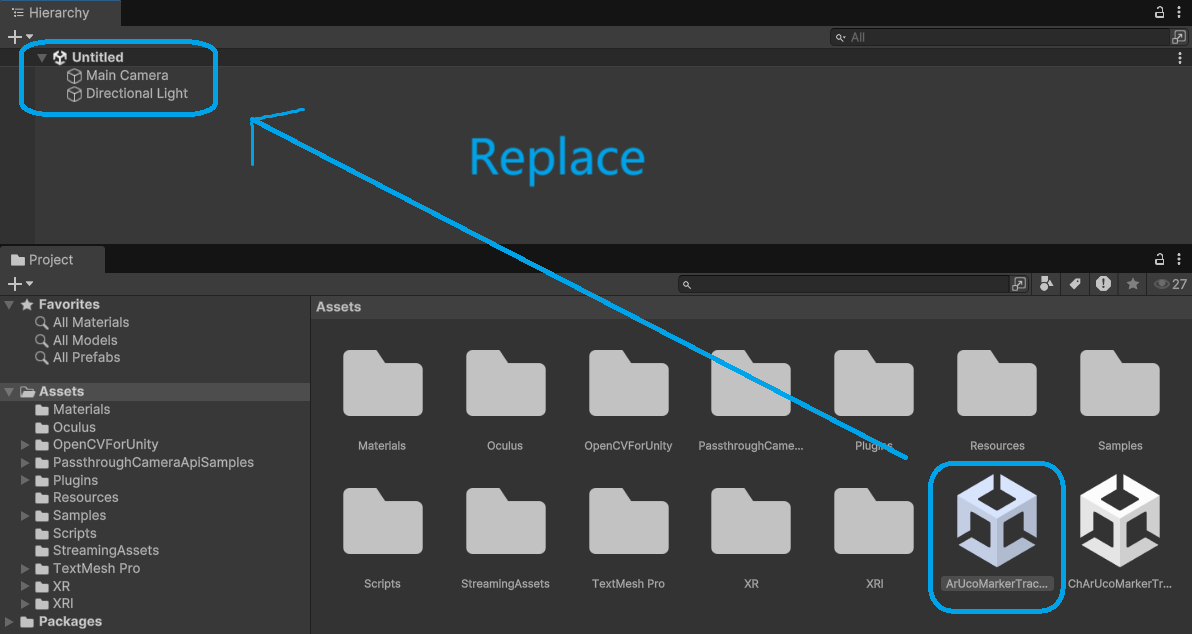 Hierarchy
All
Untitled
Main Camera
Directional Light
Replace
Project
27
Favorites
All Materials
All Models
All Prefabs
Assets
Materials
Oculus
OpenCVForUnity
PassthroughCameraApiSamples
Plugins
Resources
Samples
Scripts
StreamingAssets
TextMesh Pro
XR
XRI
Packages
Assets
Materials Oculus OpenCVForUnity PassthroughCame... Plugins Resources Samples
Scripts StreamingAssets TextMesh Pro XR XRI ArUcoMarkerTrac... ChArUcoMarkerTr...